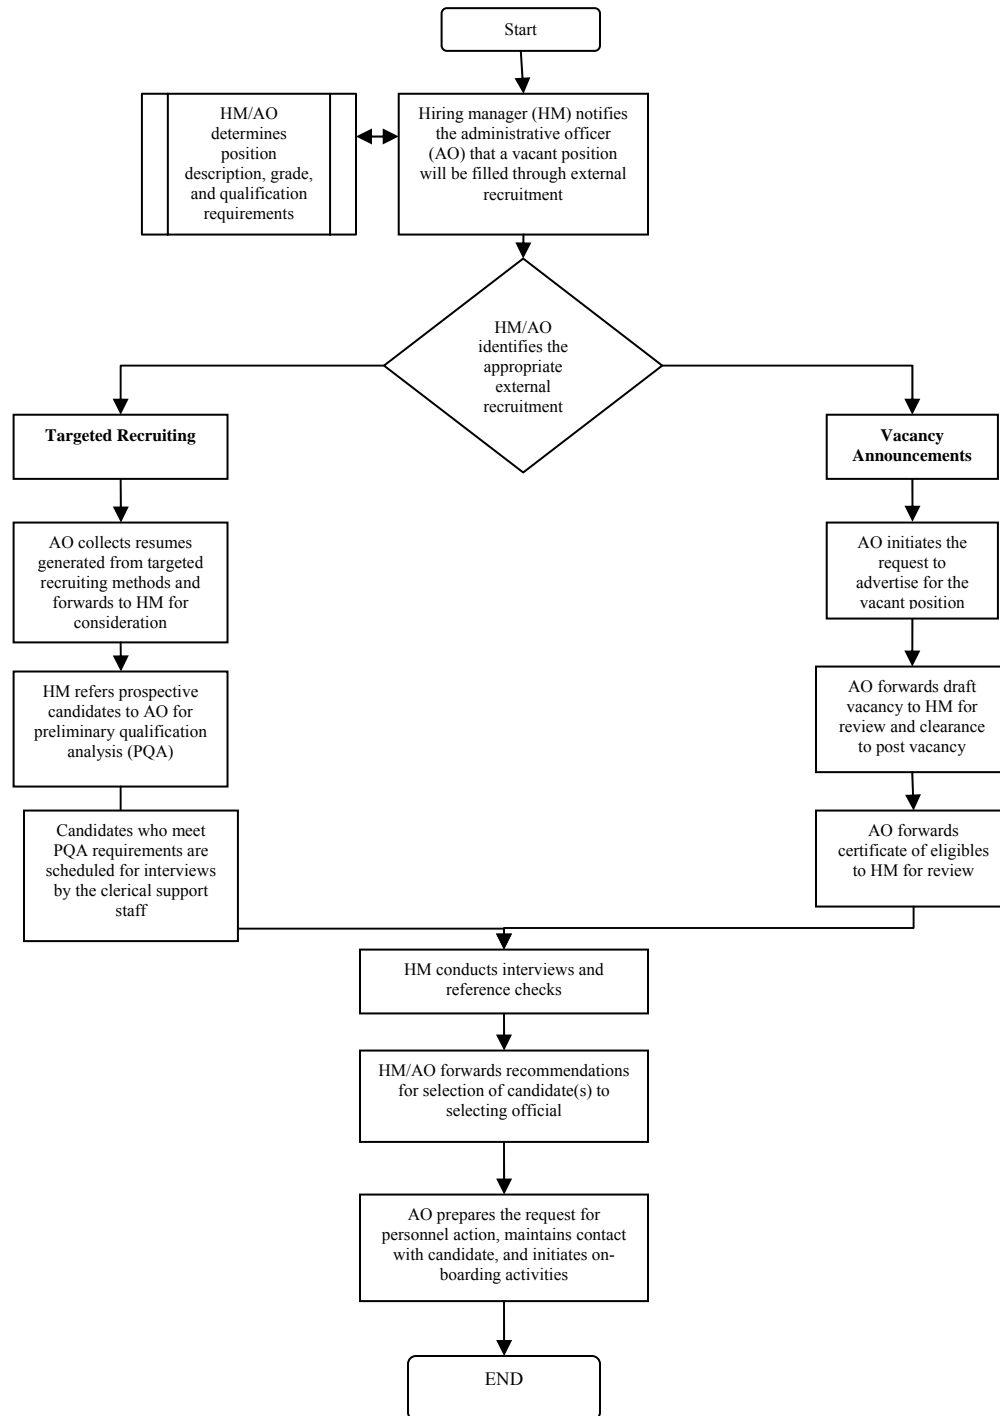 Start
HM/AO
determines
position
description, grade,
and qualification
requirements
Hiring manager (HM) notifies
the administrative officer
(AO) that a vacant position
will be filled through external
recruitment
HM/AO
identifies the
appropriate
external
recruitment
Targeted Recruiting
AO collects resumes
generated from targeted
recruiting methods and
forwards to HM for
consideration
HM refers prospective
candidates to AO for
preliminary qualification
analysis (PQA)
Candidates who meet
PQA requirements are
scheduled for interviews
by the clerical support
staff
Vacancy
Announcements
AO initiates the
request to
advertise for the
vacant position
AO forwards draft
vacancy to HM for
review and clearance
to post vacancy
AO forwards
certificate of eligibles
to HM for review
HM conducts interviews and
reference checks
HM/AO forwards recommendations
for selection of candidate(s) to
selecting official
AO prepares the request for
personnel action, maintains contact
with candidate, and initiates on-
boarding activities
END